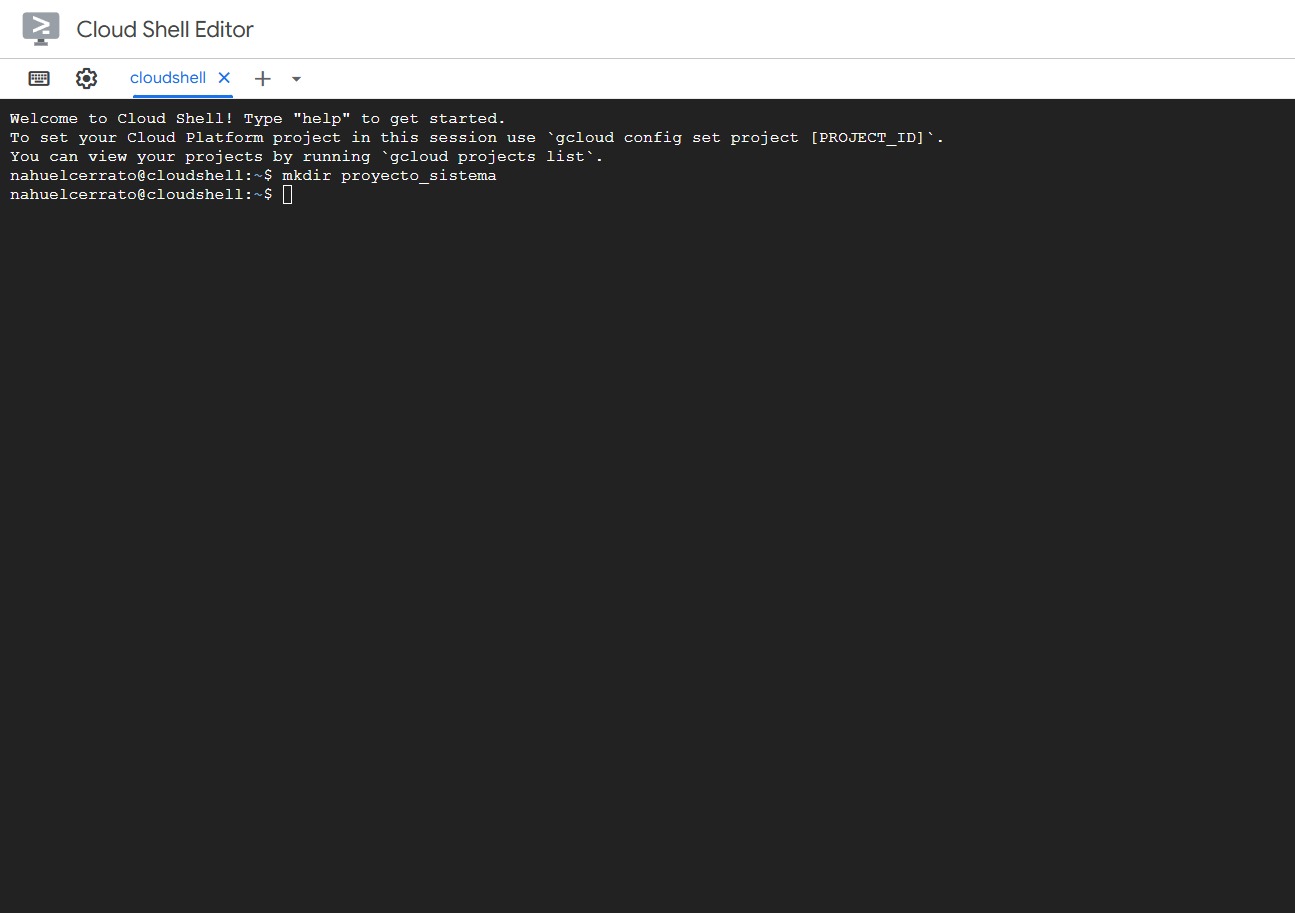 Cloud Shell Editor
cloudshell
Welcome to Cloud Shell! Type "help" to get started.
To set your Cloud Platform project in this session use `gcloud config set project [PROJECT_ID]`.
You can view your projects by running `gcloud projects list`.
nahuelcerrato@cloudshell:~$ mkdir proyecto_sistema
nahuelcerrato@cloudshell:~$